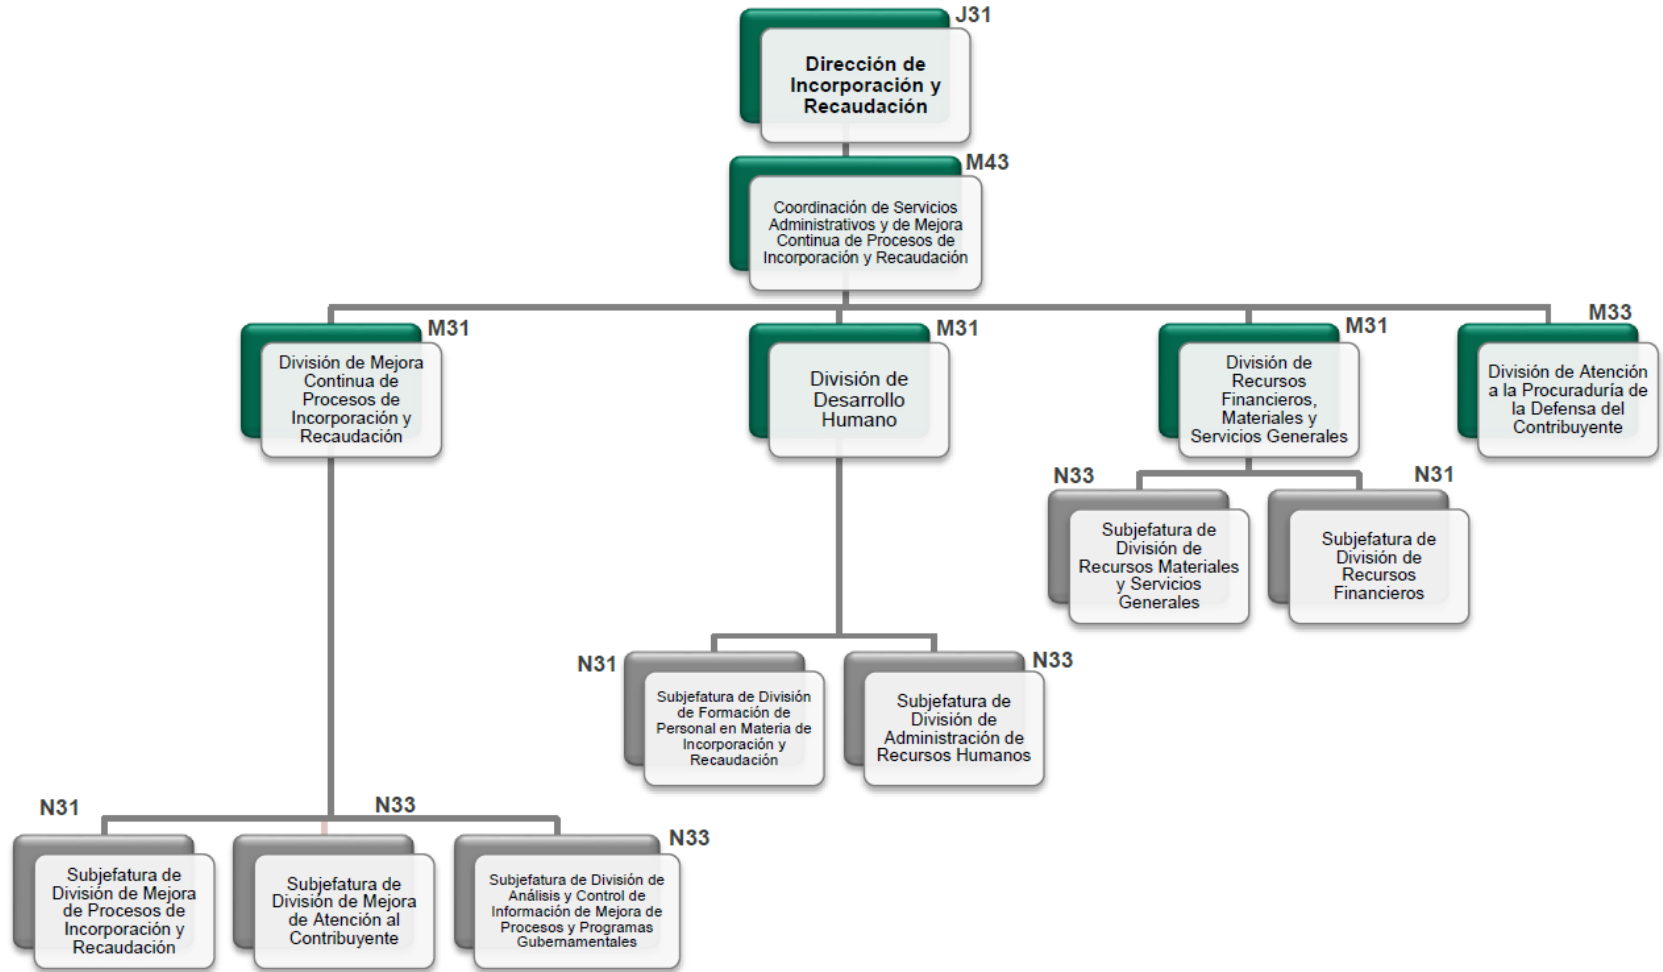 J31
Dirección de
Incorporación y
Recaudación
M43
Coordinación de Servicios
Administrativos y de Mejora
Continua de Procesos de
Incorporación y Recaudación
M31
División de Mejora
Continua de
Procesos de
Incorporación y
Recaudación
M31
División de
Desarrollo
Humano
M31
División de
Recursos
Financieros,
Materiales y
Servicios Generales
M33
División de Atención
a la Procuraduría de
la Defensa del
Contribuyente
N33
Subjefatura de
División de
Recursos Materiales
y Servicios
Generales
N31
Subjefatura de
División de
Recursos
Financieros
N31
Subjefatura de División
de Formación de
Personal en Materia de
Incorporación y
Recaudación
N33
Subjefatura de
División de
Administración de
Recursos Humanos
N31
Subjefatura de
División de Mejora
de Procesos de
Incorporación y
Recaudación
N33
Subjefatura de
División de Mejora
de Atención al
Contribuyente
N33
Subjefatura de División de
Análisis y Control de
Información de Mejora de
Procesos y Programas
Gubernamentales